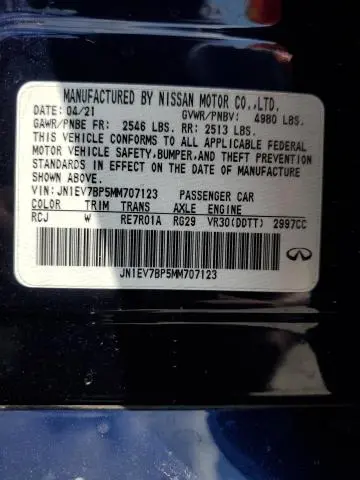 MANUFACTURED BY NISSAN MOTOR CO.,LTD.
DATE: 04/21 GVWR/PNBV: 4980 LBS.
GAWR/PNBE FR: 2546 LBS. RR: 2513 LBS.
THIS VEHICLE CONFORMS TO ALL APPLICABLE FEDERAL
MOTOR VEHICLE SAFETY,BUMPER,AND THEFT PREVENTION
STANDARDS IN EFFECT ON THE DATE OF MANUFACTURE
SHOWN ABOVE.
VIN: JN1EV7BP5MM707123 PASSENGER CAR
COLOR TRIM TRANS AXLE ENGINE
RCJ W RE7R01A RG29 VR30(DDTT) 2997CC
JN1EV7BP5MM707123